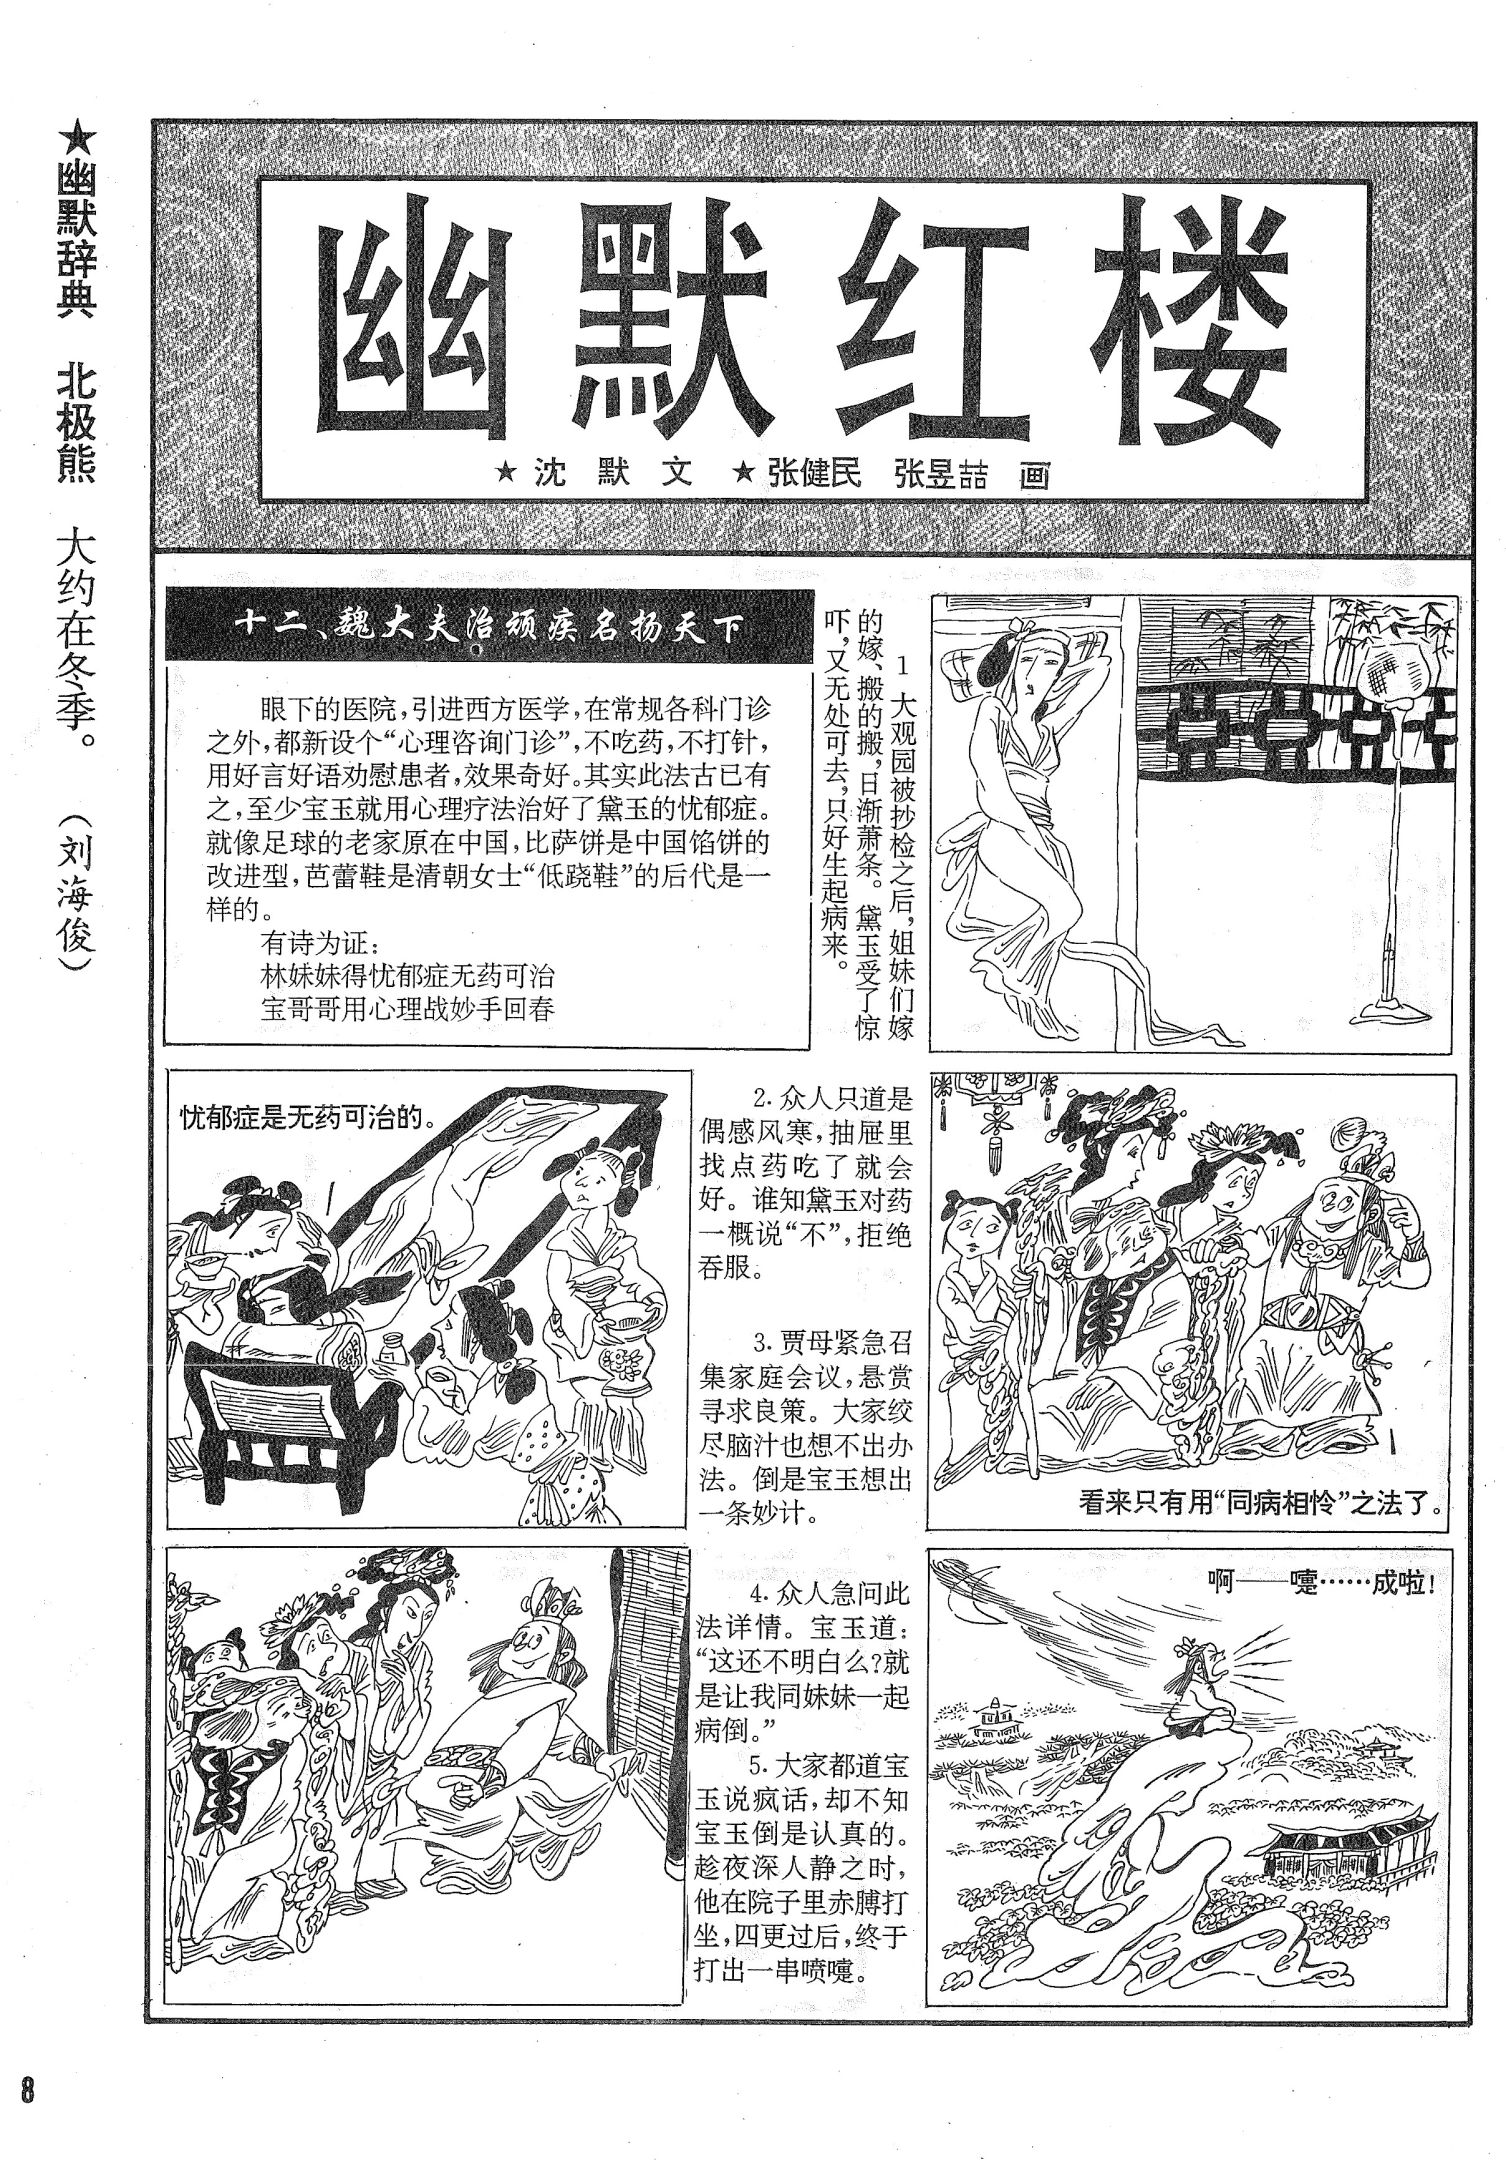 ★幽默辞典 北极熊 大约在冬季。 (刘海俊)
幽默红楼
★沈默文 ★张健民 张昱喆 画
十二、魏大夫治顽疾名扬天下
眼下的医院,引进西方医学,在常规各科门诊
之外,都新设个“心理咨询门诊”,不吃药,不打针,
用好言好语劝慰患者,效果奇好。其实此法古已有
之,至少宝玉就用心理疗法治好了黛玉的忧郁症。
就像足球的老家原在中国,比萨饼是中国馅饼的
改进型,芭蕾鞋是清朝女士“低跷鞋”的后代是一
样的。
有诗为证:
林妹妹得忧郁症无药可治
宝哥哥用心理战妙手回春
1 大观园被抄检之后,姐妹们嫁
的嫁、搬的搬,日渐萧条。黛玉受了惊
吓,又无处可去,只好生起病来。
忧郁症是无药可治的。
2.众人只道是
偶感风寒,抽屉里
找点药吃了就会
好。谁知黛玉对药
一概说“不”,拒绝
吞服。
3.贾母紧急召
集家庭会议,悬赏
寻求良策。大家绞
尽脑汁也想不出办
法。倒是宝玉想出
一条妙计。
看来只有用“同病相怜”之法了。
4.众人急问此
法详情。宝玉道:
“这还不明白么?就
是让我同妹妹一起
病倒。”
5.大家都道宝
玉说疯话,却不知
宝玉倒是认真的。
趁夜深人静之时,
他在院子里赤膊打
坐,四更过后,终于
打出一串喷嚏。
啊——嚏……成啦!
8